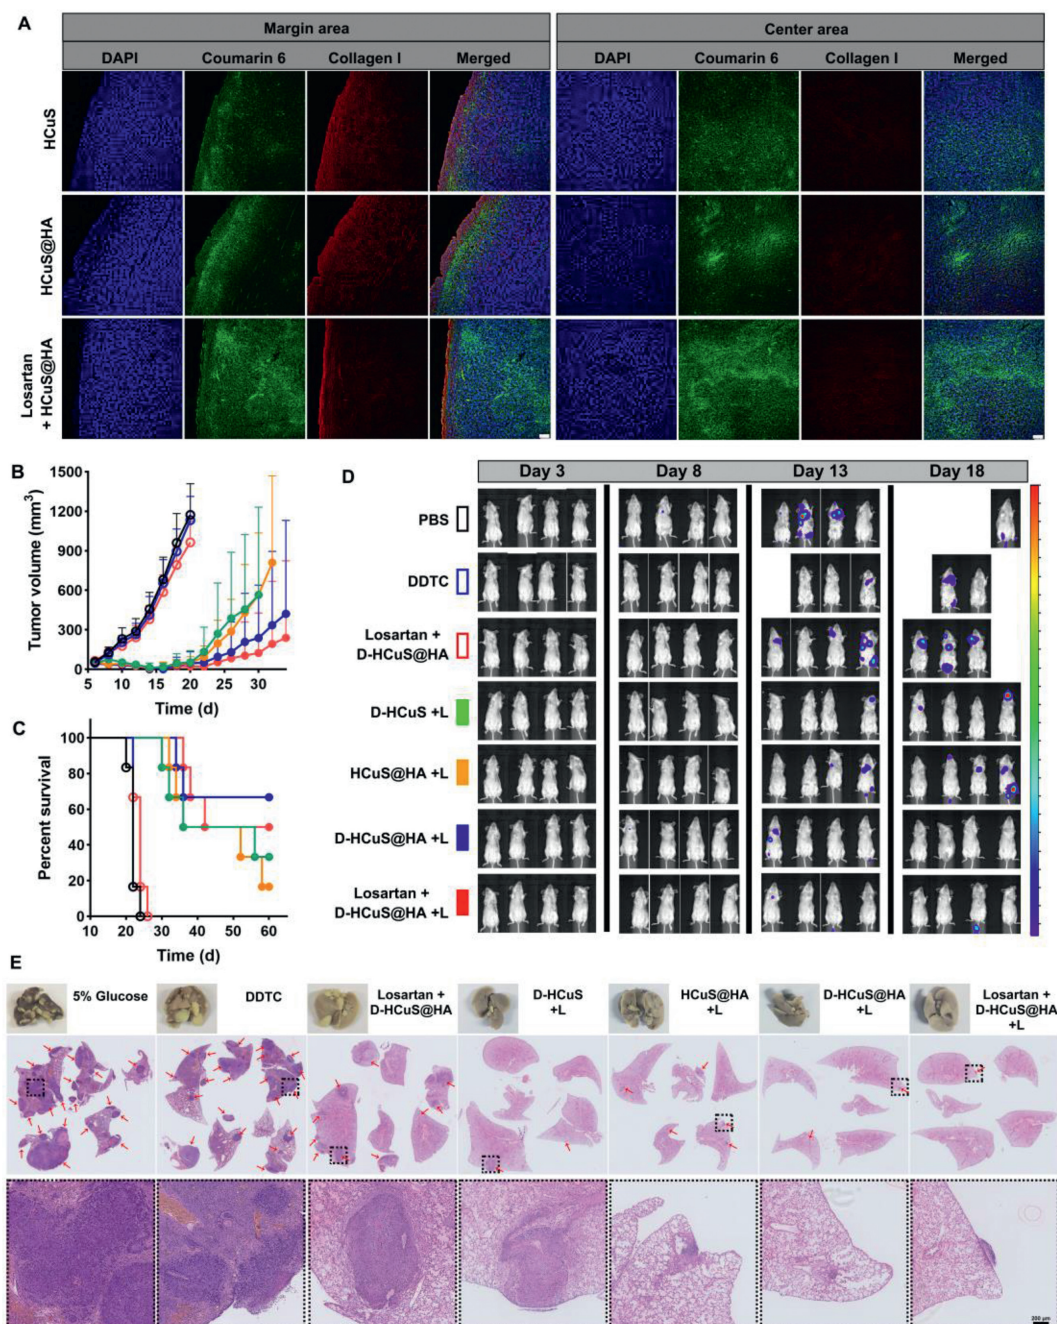 A
Margin area
Center area
DAPI Coumarin 6 Collagen I Merged
DAPI Coumarin 6 Collagen I Merged
HCuS
HCuS@HA
Losartan
+ HCuS@HA
B
Tumor volume (mm³)
1500
1200
900
600
300
0
5 10 15 20 25 30
Time (d)
C
Percent survival
100
80
60
40
20
0
10 20 30 40 50 60
Time (d)
D
Day 3 Day 8 Day 13 Day 18
PBS
DDTC
Losartan +
D-HCuS@HA
D-HCuS +L
HCuS@HA +L
D-HCuS@HA +L
Losartan +
D-HCuS@HA +L
E
5% Glucose
DDTC
Losartan +
D-HCuS@HA
D-HCuS
+L
HCuS@HA
+L
D-HCuS@HA
+L
Losartan +
D-HCuS@HA
+L
200 µm